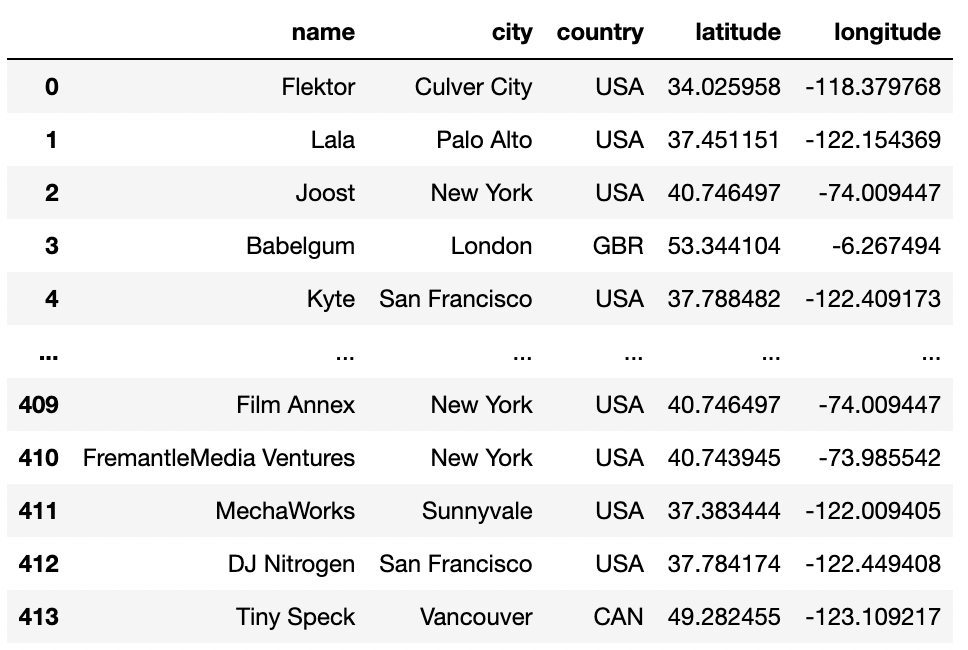 name city country latitude longitude
0 Flektor Culver City USA 34.025958 -118.379768
1 Lala Palo Alto USA 37.451151 -122.154369
2 Joost New York USA 40.746497 -74.009447
3 Babelgum London GBR 53.344104 -6.267494
4 Kyte San Francisco USA 37.788482 -122.409173
... ... ... ... ... ...
409 Film Annex New York USA 40.746497 -74.009447
410 FremantleMedia Ventures New York USA 40.743945 -73.985542
411 MechaWorks Sunnyvale USA 37.383444 -122.009405
412 DJ Nitrogen San Francisco USA 37.784174 -122.449408
413 Tiny Speck Vancouver CAN 49.282455 -123.109217